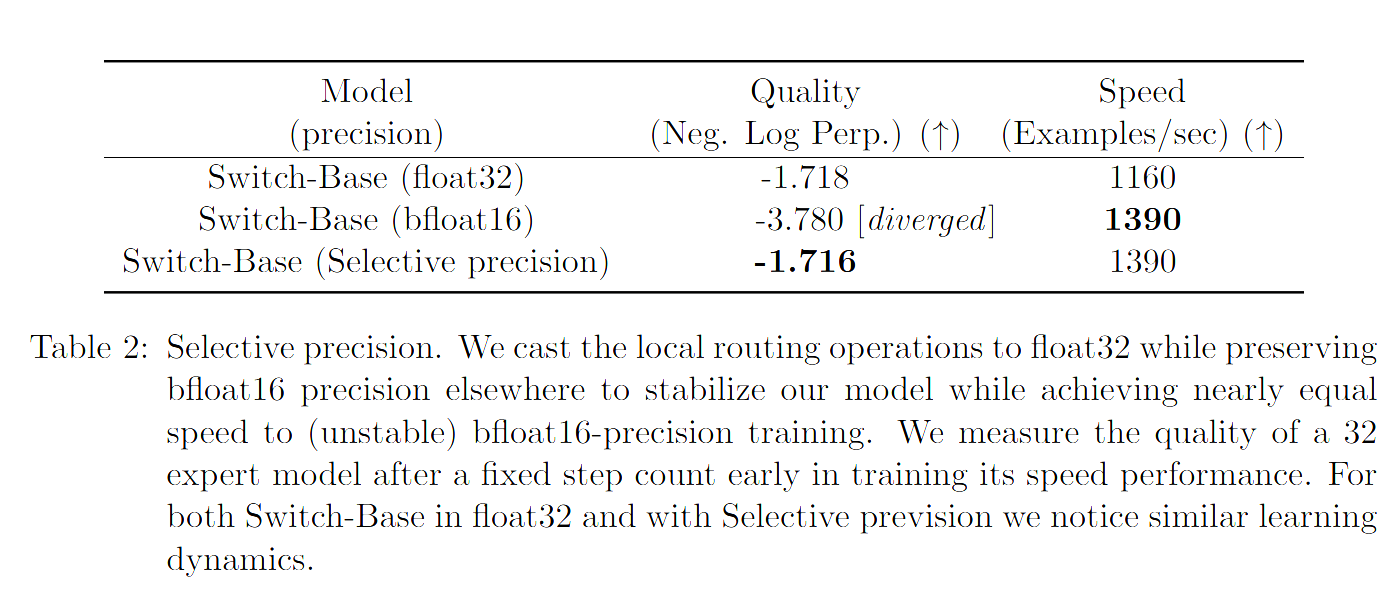 Model Quality Speed
(precision) (Neg. Log Perp.) (↑) (Examples/sec) (↑)
Switch-Base (float32) -1.718 1160
Switch-Base (bfloat16) -3.780 [diverged] 1390
Switch-Base (Selective precision) -1.716 1390
Table 2: Selective precision. We cast the local routing operations to float32 while preserving
bfloat16 precision elsewhere to stabilize our model while achieving nearly equal
speed to (unstable) bfloat16-precision training. We measure the quality of a 32
expert model after a fixed step count early in training its speed performance. For
both Switch-Base in float32 and with Selective prevision we notice similar learning
dynamics.